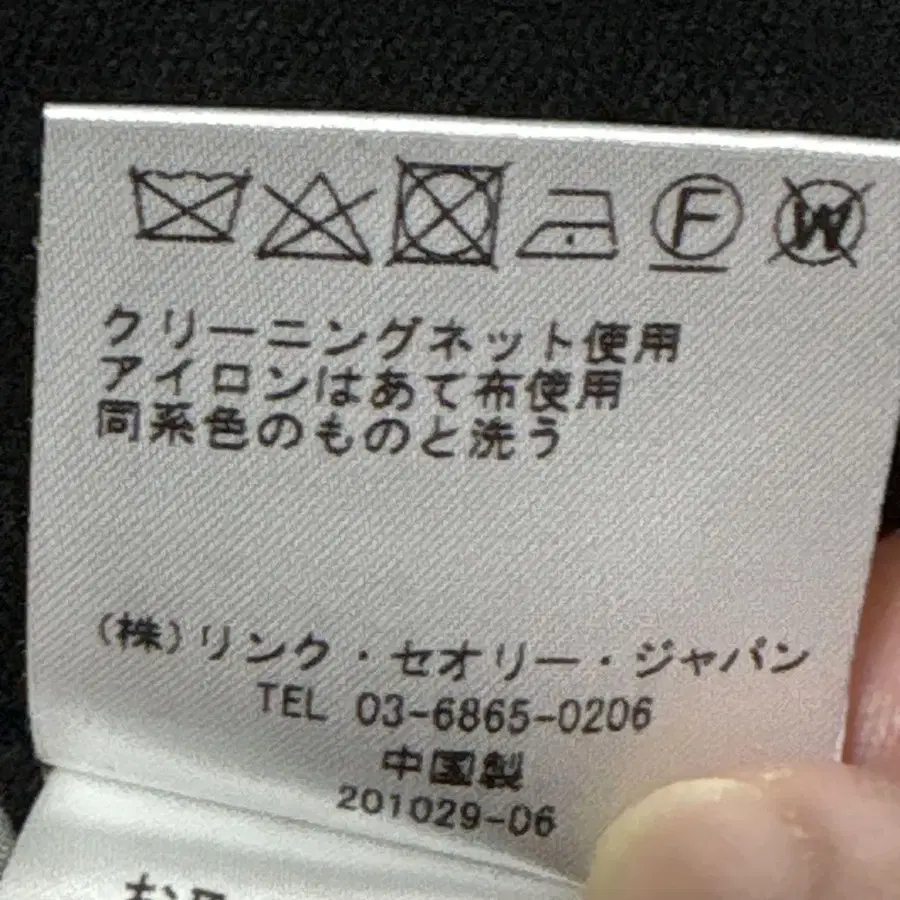 F W
クリーニングネット使用
アイロンはあて布使用
同系色のものと洗う
(株)リンク・セオリー・ジャパン
TEL 03-6865-0206
中国製
201029-06